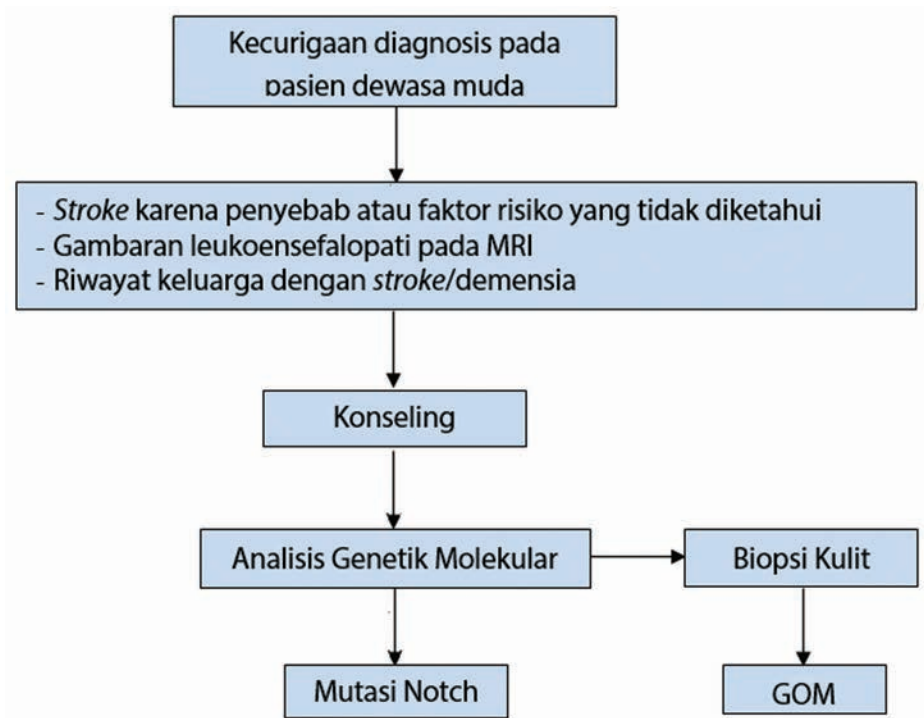 Kecurigaan diagnosis pada
pasien dewasa muda
- Stroke karena penyebab atau faktor risiko yang tidak diketahui
- Gambaran leukoensefalopati pada MRI
- Riwayat keluarga dengan stroke/demensia
Konseling
Analisis Genetik Molekular
Biopsi Kulit
Mutasi Notch
GOM